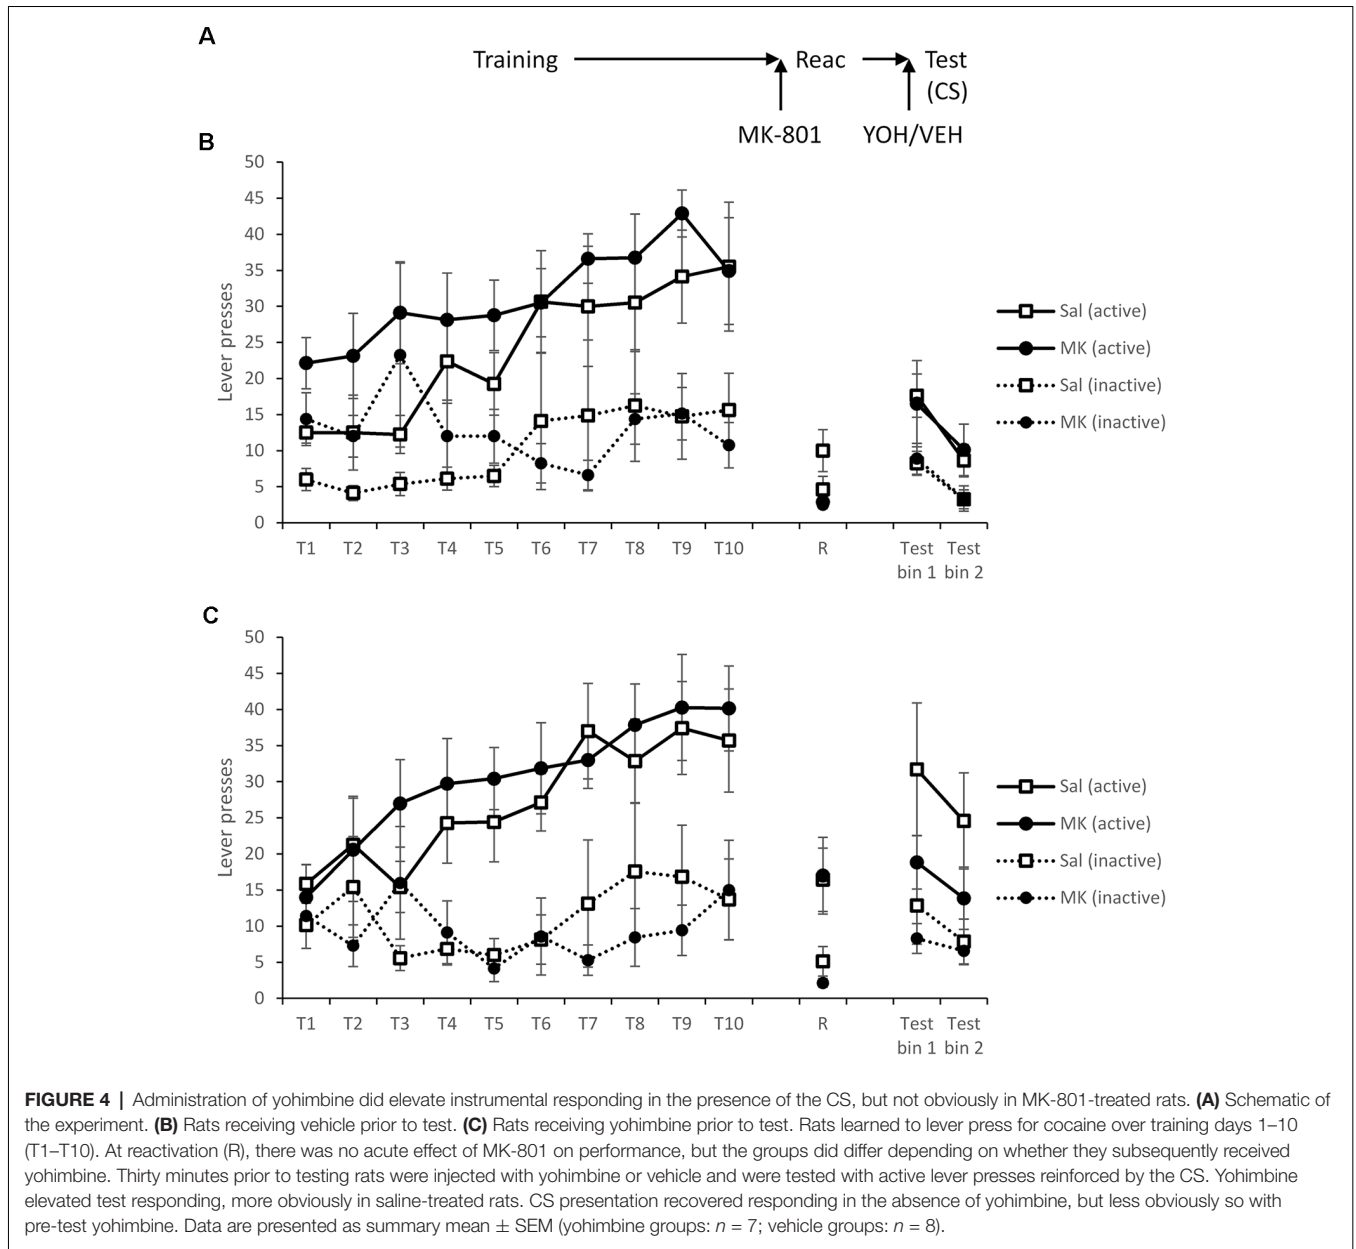 A
Training Reac Test
(CS)
MK-801 YOH/VEH
B
50
45
40
35
30
25
20
15
10
5
0
Lever presses
T1 T2 T3 T4 T5 T6 T7 T8 T9 T10 R Test Test
bin 1 bin 2
Sal (active)
MK (active)
Sal (inactive)
MK (inactive)
C
50
45
40
35
30
25
20
15
10
5
0
Lever presses
T1 T2 T3 T4 T5 T6 T7 T8 T9 T10 R Test Test
bin 1 bin 2
Sal (active)
MK (active)
Sal (inactive)
MK (inactive)
FIGURE 4 | Administration of yohimbine did elevate instrumental responding in the presence of the CS, but not obviously in MK-801-treated rats. (A) Schematic of
the experiment. (B) Rats receiving vehicle prior to test. (C) Rats receiving yohimbine prior to test. Rats learned to lever press for cocaine over training days 1–10
(T1–T10). At reactivation (R), there was no acute effect of MK-801 on performance, but the groups did differ depending on whether they subsequently received
yohimbine. Thirty minutes prior to testing rats were injected with yohimbine or vehicle and were tested with active lever presses reinforced by the CS. Yohimbine
elevated test responding, more obviously in saline-treated rats. CS presentation recovered responding in the absence of yohimbine, but less obviously so with
pre-test yohimbine. Data are presented as summary mean ± SEM (yohimbine groups: n = 7; vehicle groups: n = 8).